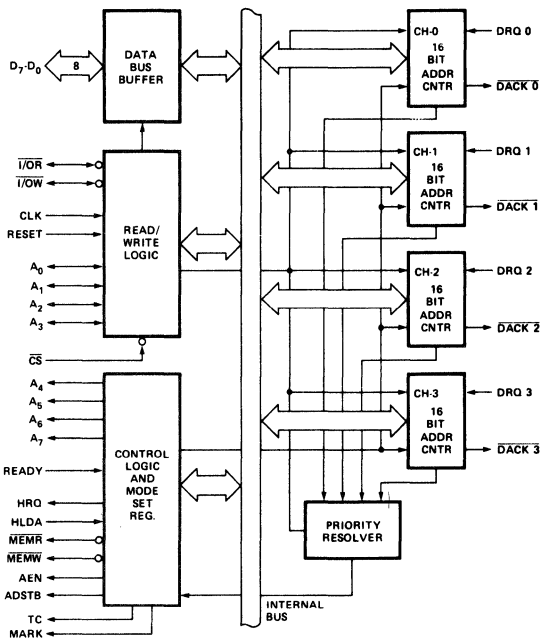 DATA
BUS
BUFFER
D7-D0
8
I/OR
I/OW
CLK
RESET
A0
A1
A2
A3
CS
READ/
WRITE
LOGIC
A4
A5
A6
A7
READY
HRQ
HLDA
MEMR
MEMW
AEN
ADSTB
TC
MARK
CONTROL
LOGIC
AND
MODE
SET
REG.
INTERNAL
BUS
CH-0
16
BIT
ADDR
CNTR
DRQ 0
DACK 0
CH-1
16
BIT
ADDR
CNTR
DRQ 1
DACK 1
CH-2
16
BIT
ADDR
CNTR
DRQ 2
DACK 2
CH-3
16
BIT
ADDR
CNTR
DRQ 3
DACK 3
PRIORITY
RESOLVER